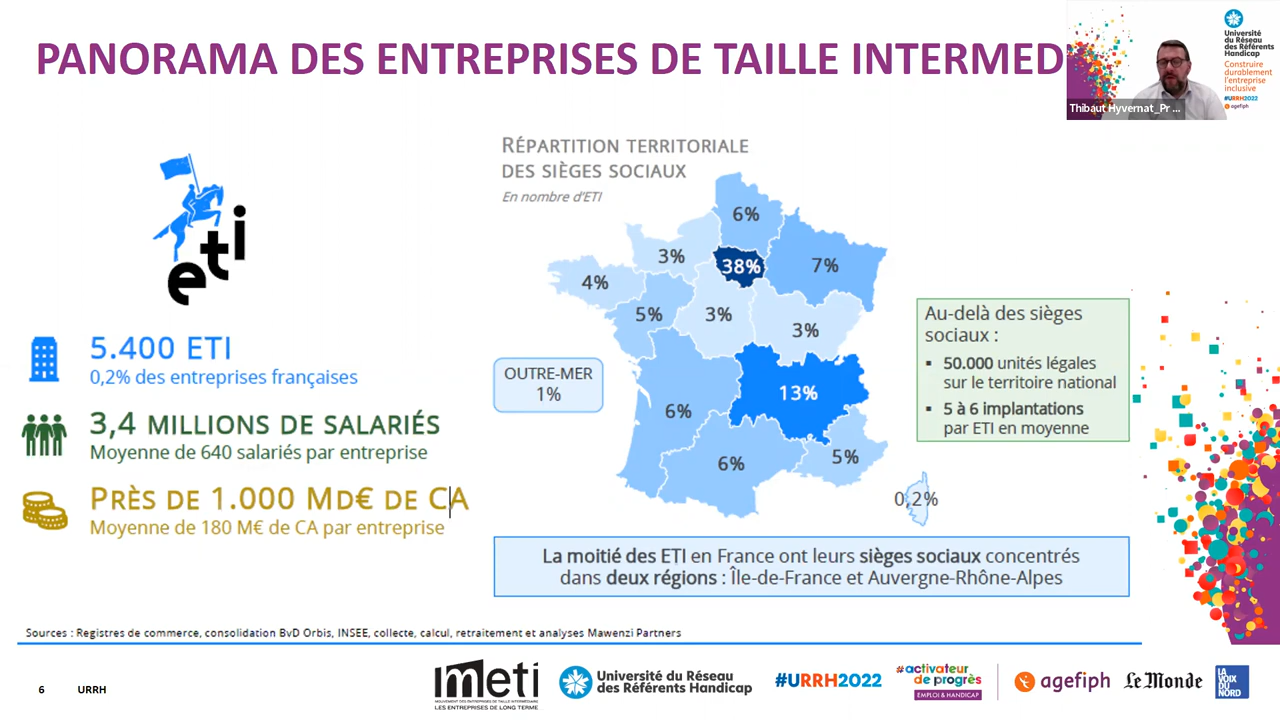 PANORAMA DES ENTREPRISES DE TAILLE INTERMED
Thibaut Hyvernat_Pr ...
Université
du Réseau
des Référents
Handicap
Construire
durablement
l'entreprise
inclusive
#URRH2022
agefiph
eti
5.400 ETI
0,2% des entreprises françaises
3,4 MILLIONS DE SALARIÉS
Moyenne de 640 salariés par entreprise
PRÈS DE 1.000 MD€ DE CA
Moyenne de 180 M€ de CA par entreprise
RÉPARTITION TERRITORIALE
DES SIÈGES SOCIAUX
En nombre d'ETI
6%
3%
38%
7%
4%
5%
3%
3%
OUTRE-MER
1%
13%
6%
6%
5%
0,2%
Au-delà des sièges
sociaux :
▪ 50.000 unités légales
sur le territoire national
▪ 5 à 6 implantations
par ETI en moyenne
La moitié des ETI en France ont leurs sièges sociaux concentrés
dans deux régions : Île-de-France et Auvergne-Rhône-Alpes
Sources : Registres de commerce, consolidation BvD Orbis, INSEE, collecte, calcul, retraitement et analyses Mawenzi Partners
6 URRH
meti
MOUVEMENT DES ENTREPRISES DE TAILLE INTERMÉDIAIRE
LES ENTREPRISES DE LONG TERME
Université du Réseau
des Référents Handicap
#URRH2022
#activateur
de progrès
EMPLOI & HANDICAP
agefiph
Le Monde
LA
VOIX
DU
NORD